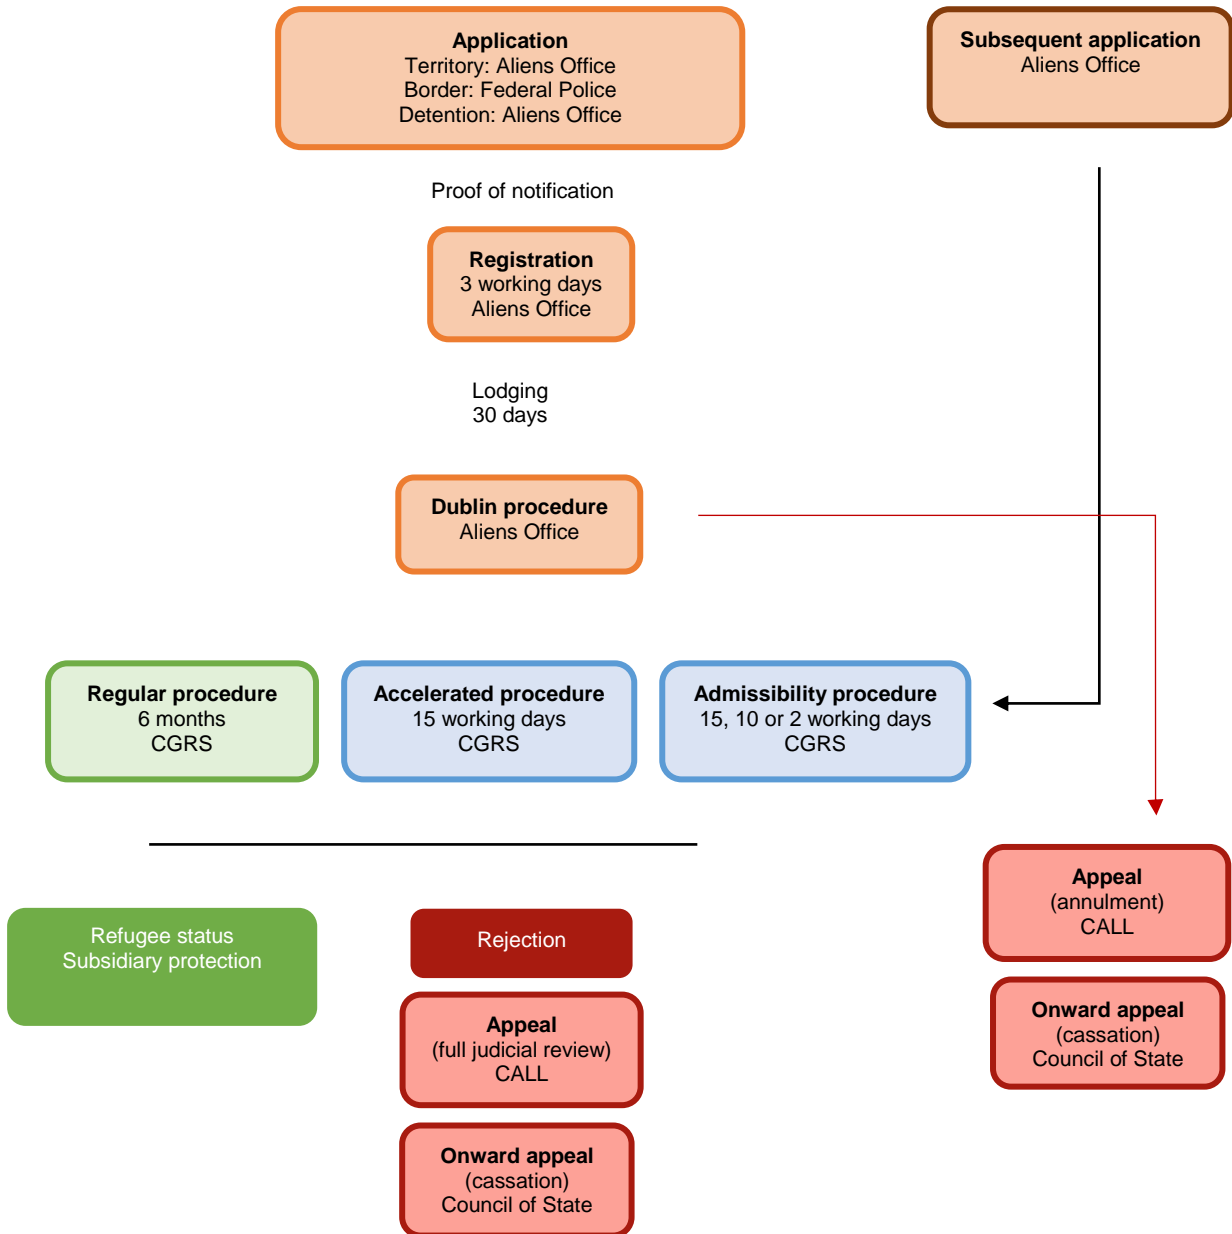 Application
Territory: Aliens Office
Border: Federal Police
Detention: Aliens Office
Subsequent application
Aliens Office
Proof of notification
Registration
3 working days
Aliens Office
Lodging
30 days
Dublin procedure
Aliens Office
Regular procedure
6 months
CGRS
Accelerated procedure
15 working days
CGRS
Admissibility procedure
15, 10 or 2 working days
CGRS
Refugee status
Subsidiary protection
Rejection
Appeal
(full judicial review)
CALL
Onward appeal
(cassation)
Council of State
Appeal
(annulment)
CALL
Onward appeal
(cassation)
Council of State